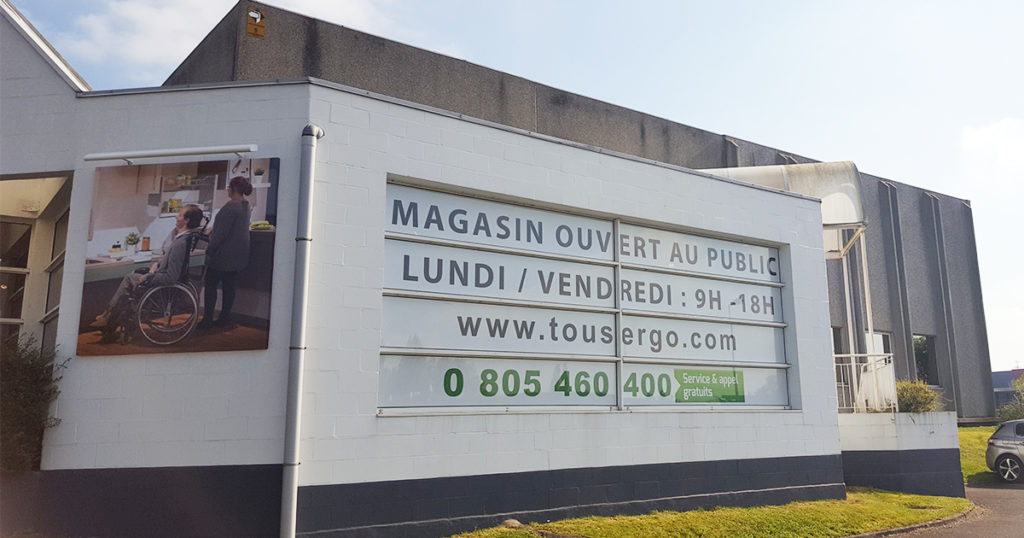 MAGASIN OUVERT AU PUBLIC
LUNDI / VENDREDI : 9H -18H
www.tousergo.com
0 805 460 400 Service & appel
gratuits